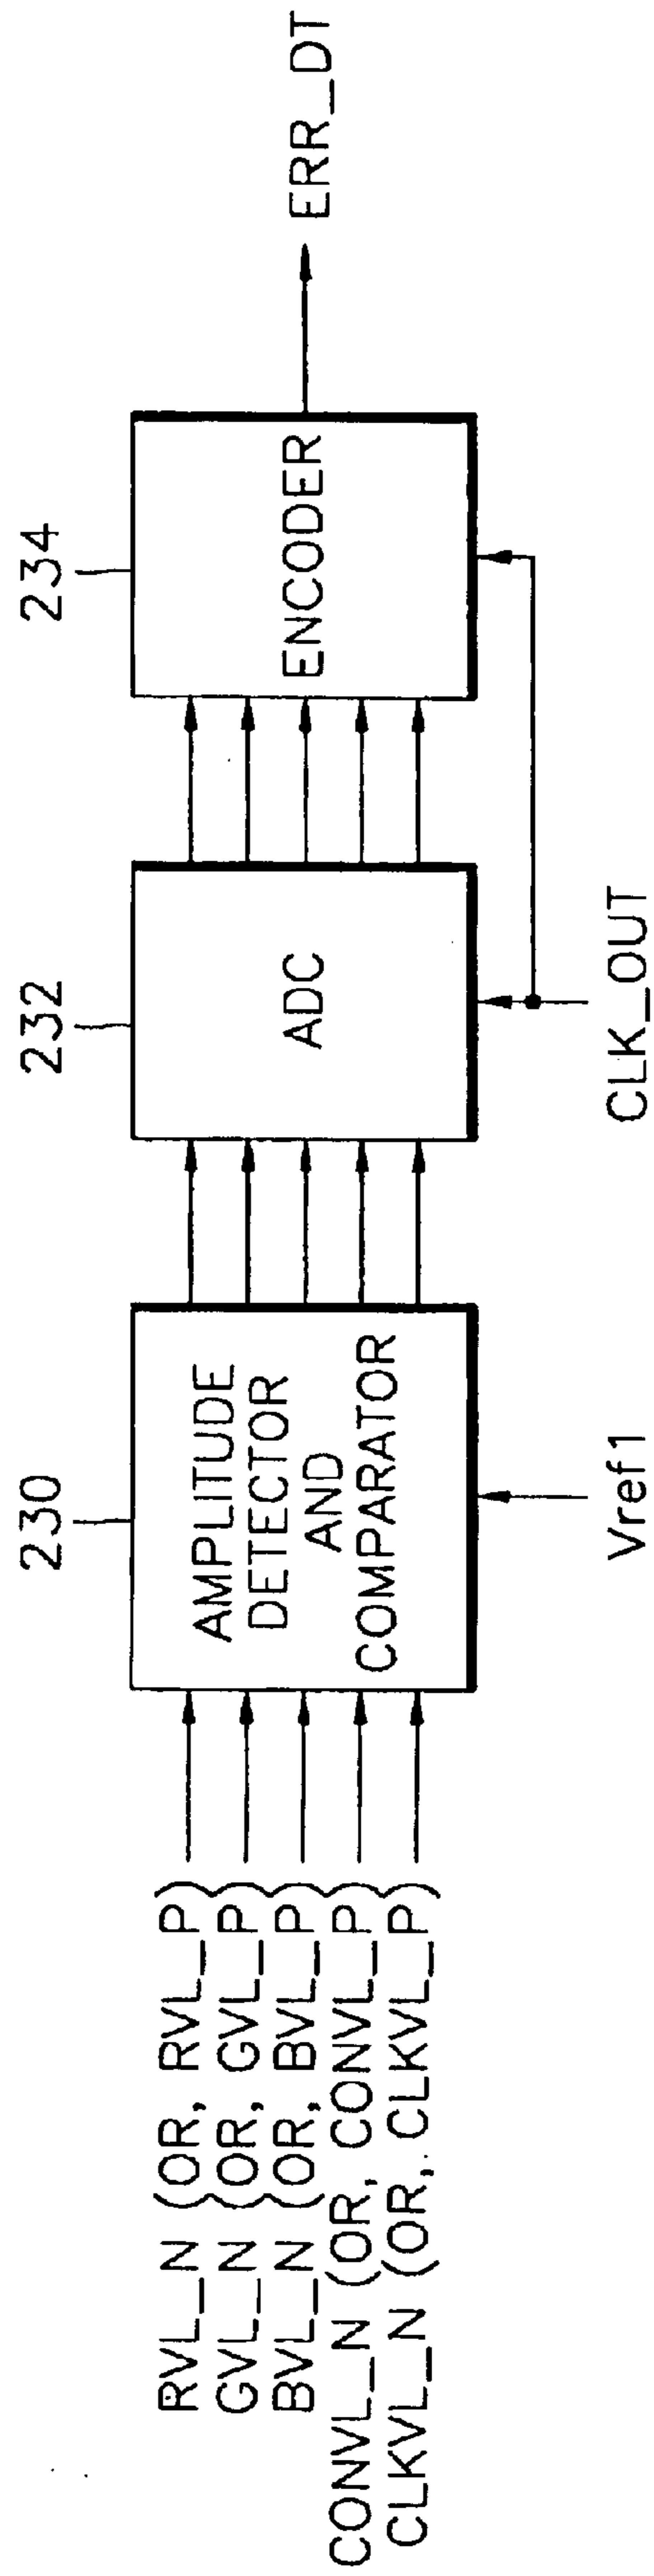 RVL_N (OR, RVL_P)
GVL_N (OR, GVL_P)
BVL_N (OR, BVL_P)
CONVL_N (OR, CONVL_P)
CLKVL_N (OR, CLKVL_P)
230
AMPLITUDE
DETECTOR
AND
COMPARATOR
Vref1
232
ADC
CLK_OUT
234
ENCODER
ERR_DT